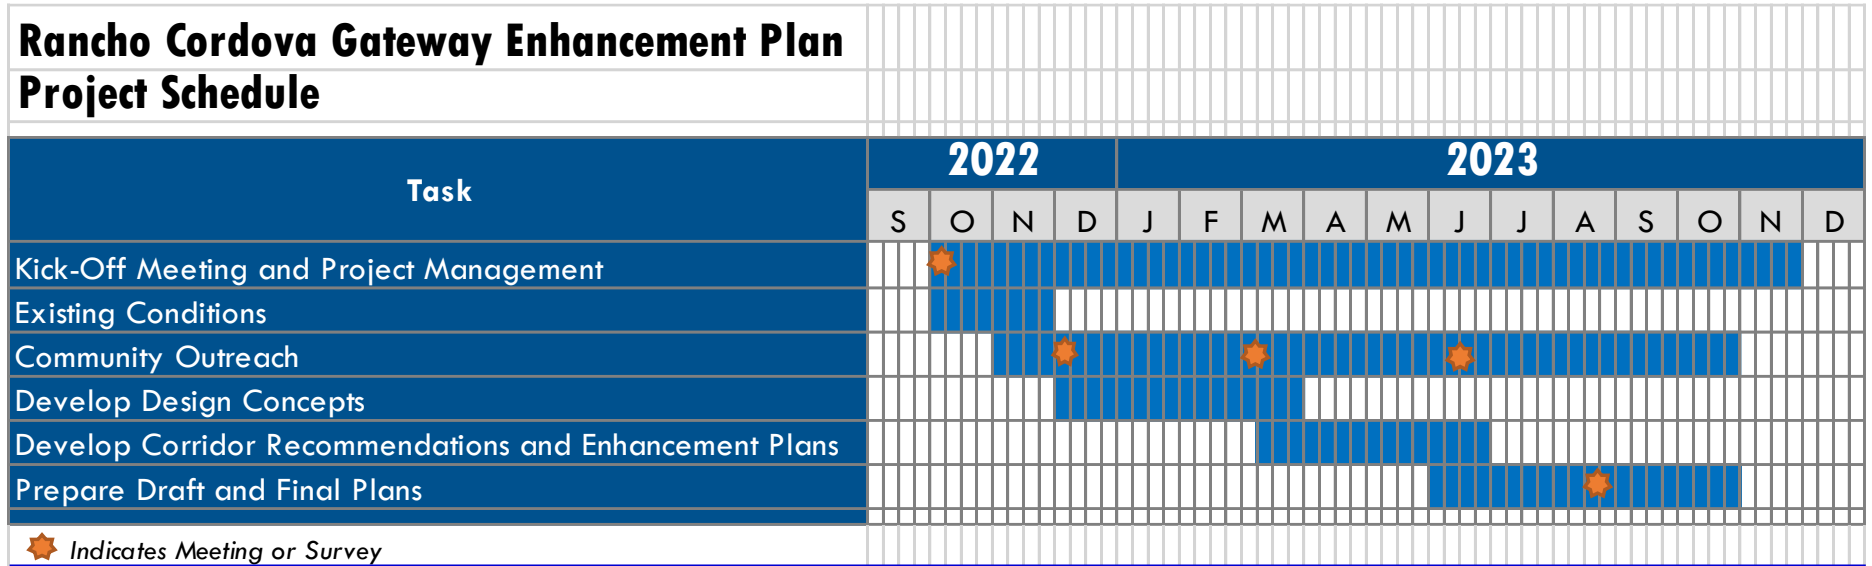 Rancho Cordova Gateway Enhancement Plan
Project Schedule
Task
2022 2023
S O N D J F M A M J J A S O N D
Kick-Off Meeting and Project Management
Existing Conditions
Community Outreach
Develop Design Concepts
Develop Corridor Recommendations and Enhancement Plans
Prepare Draft and Final Plans
Indicates Meeting or Survey